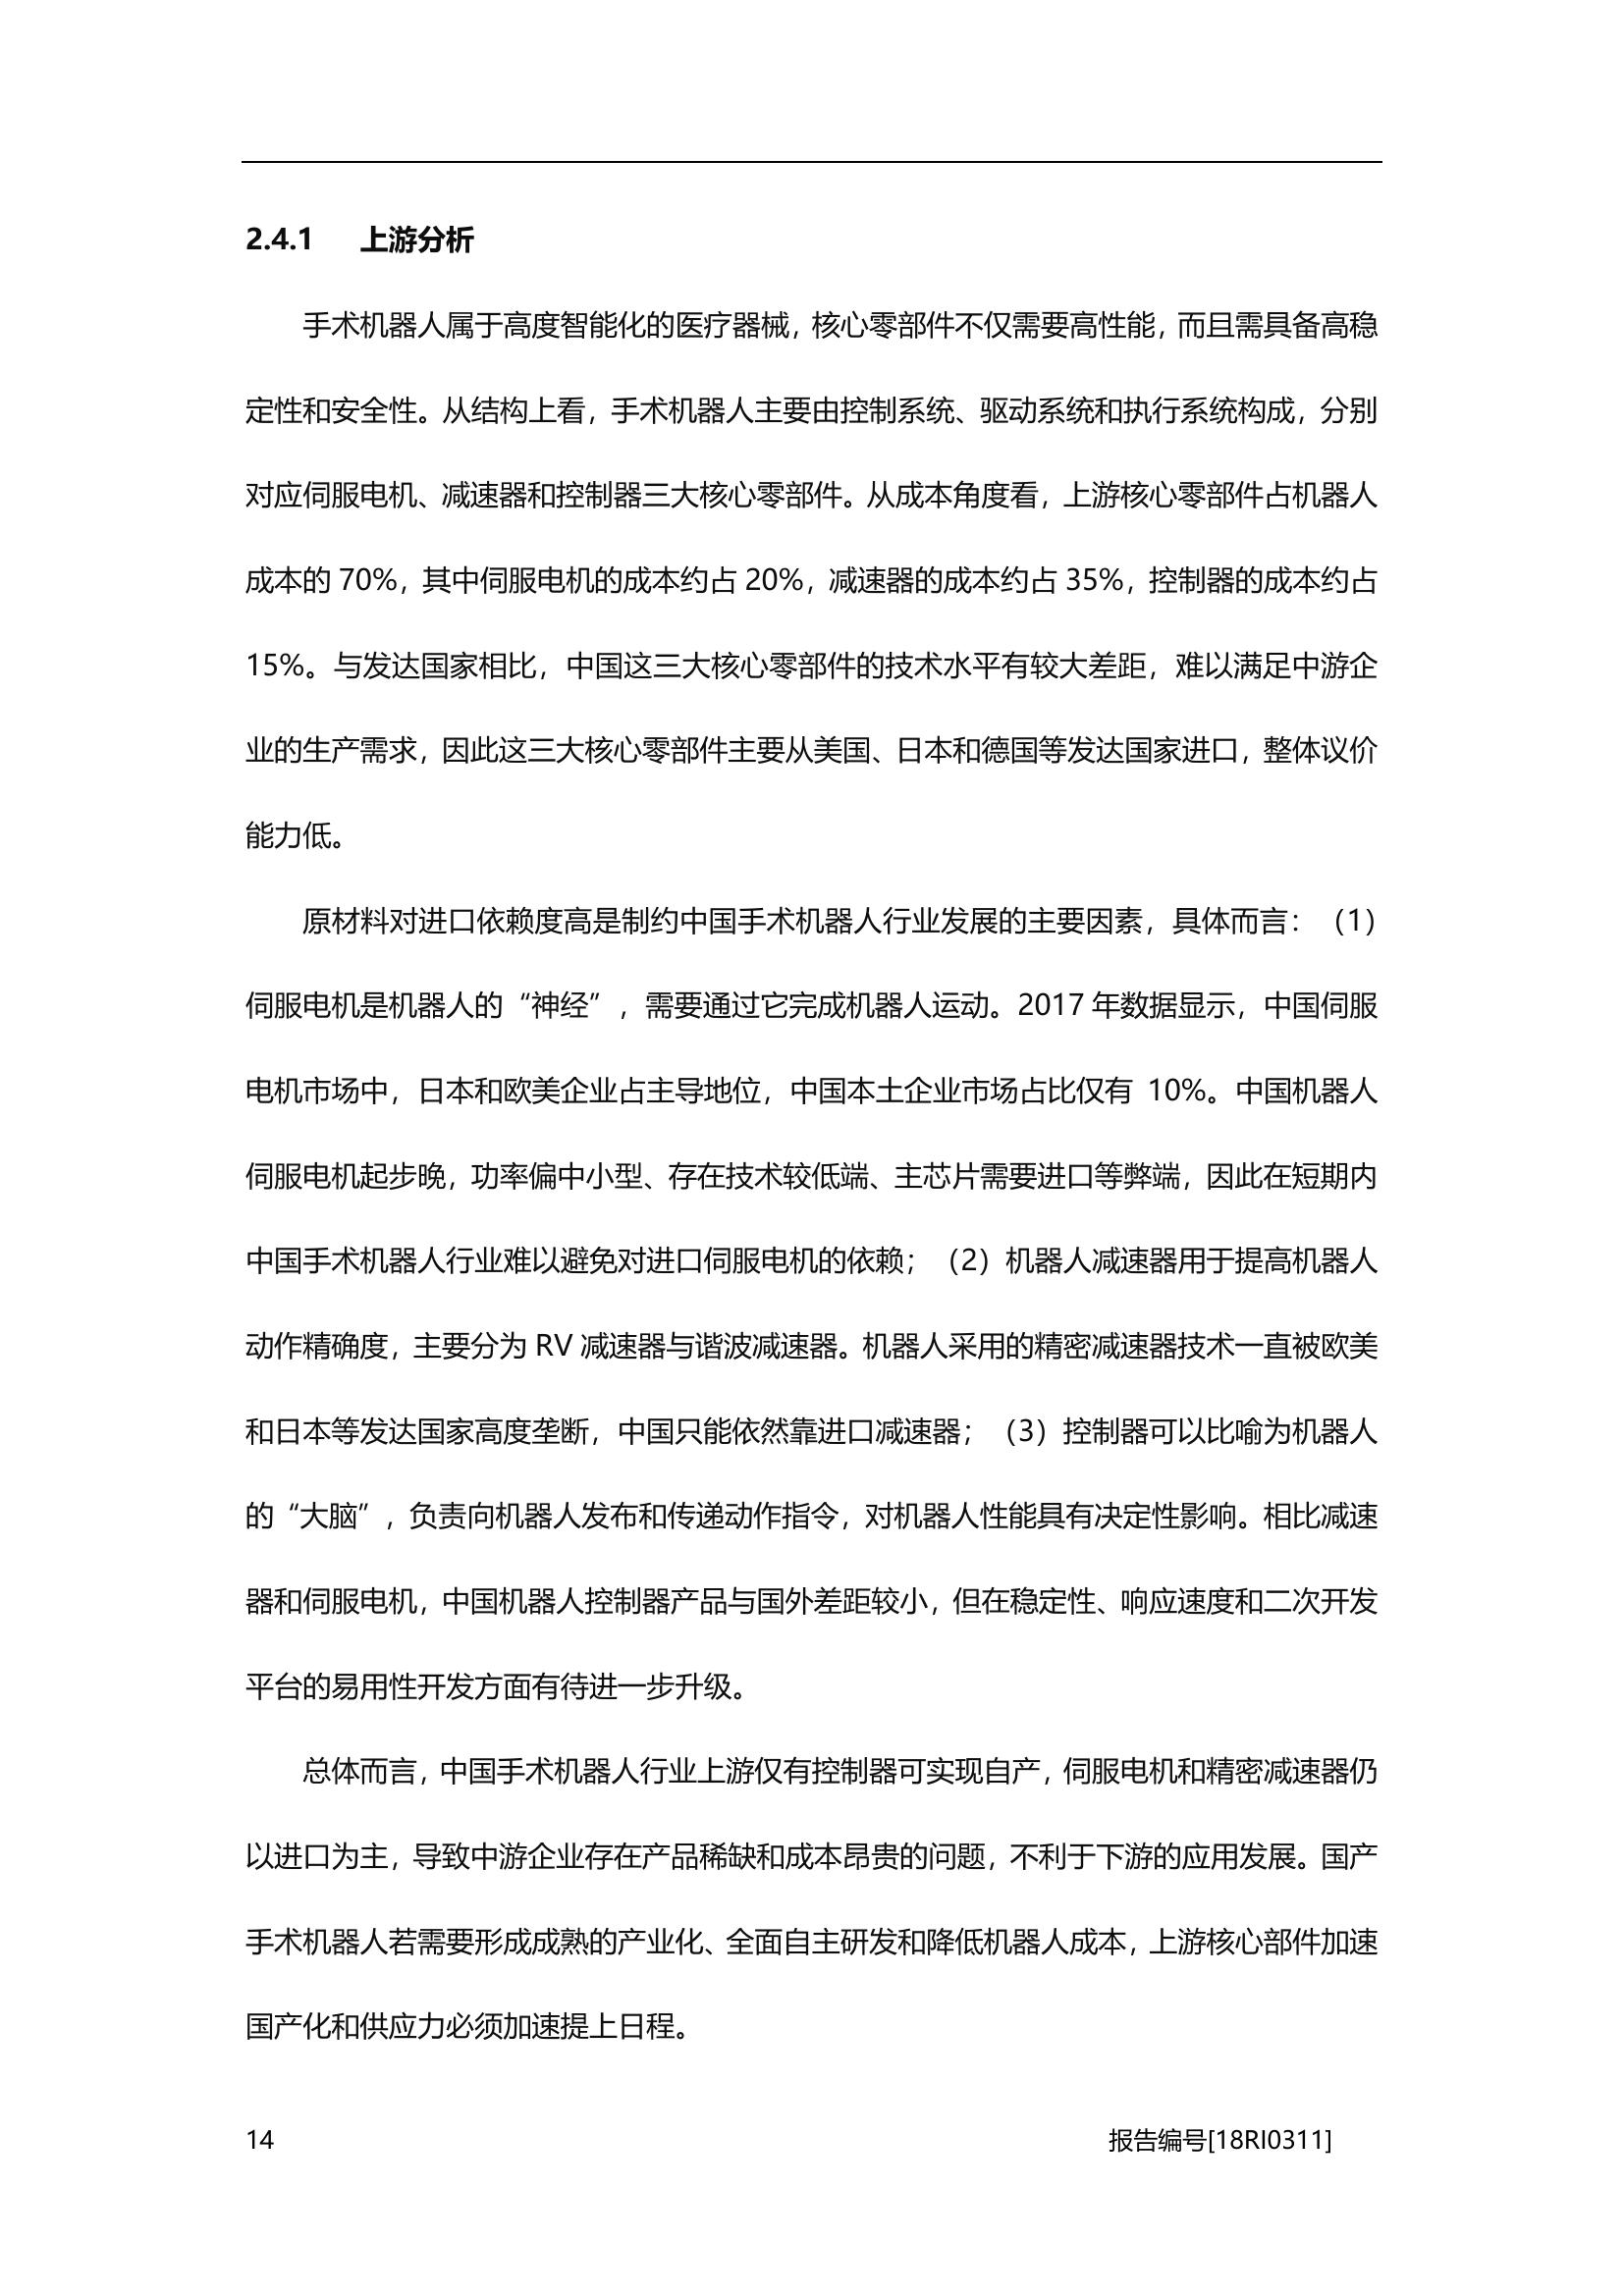 2.4.1 上游分析
手术机器人属于高度智能化的医疗器械，核心零部件不仅需要高性能，而且需具备高稳
定性和安全性。从结构上看，手术机器人主要由控制系统、驱动系统和执行系统构成，分别
对应伺服电机、减速器和控制器三大核心零部件。从成本角度看，上游核心零部件占机器人
成本的 70%，其中伺服电机的成本约占 20%，减速器的成本约占 35%，控制器的成本约占
15%。与发达国家相比，中国这三大核心零部件的技术水平有较大差距，难以满足中游企
业的生产需求，因此这三大核心零部件主要从美国、日本和德国等发达国家进口，整体议价
能力低。
原材料对进口依赖度高是制约中国手术机器人行业发展的主要因素，具体而言：（1）
伺服电机是机器人的“神经”，需要通过它完成机器人运动。2017 年数据显示，中国伺服
电机市场中，日本和欧美企业占主导地位，中国本土企业市场占比仅有 10%。中国机器人
伺服电机起步晚，功率偏中小型、存在技术较低端、主芯片需要进口等弊端，因此在短期内
中国手术机器人行业难以避免对进口伺服电机的依赖；（2）机器人减速器用于提高机器人
动作精确度，主要分为 RV 减速器与谐波减速器。机器人采用的精密减速器技术一直被欧美
和日本等发达国家高度垄断，中国只能依然靠进口减速器；（3）控制器可以比喻为机器人
的“大脑”，负责向机器人发布和传递动作指令，对机器人性能具有决定性影响。相比减速
器和伺服电机，中国机器人控制器产品与国外差距较小，但在稳定性、响应速度和二次开发
平台的易用性开发方面有待进一步升级。
总体而言，中国手术机器人行业上游仅有控制器可实现自产，伺服电机和精密减速器仍
以进口为主，导致中游企业存在产品稀缺和成本昂贵的问题，不利于下游的应用发展。国产
手术机器人若需要形成成熟的产业化、全面自主研发和降低机器人成本，上游核心部件加速
国产化和供应力必须加速提上日程。
14 报告编号[18RI0311]